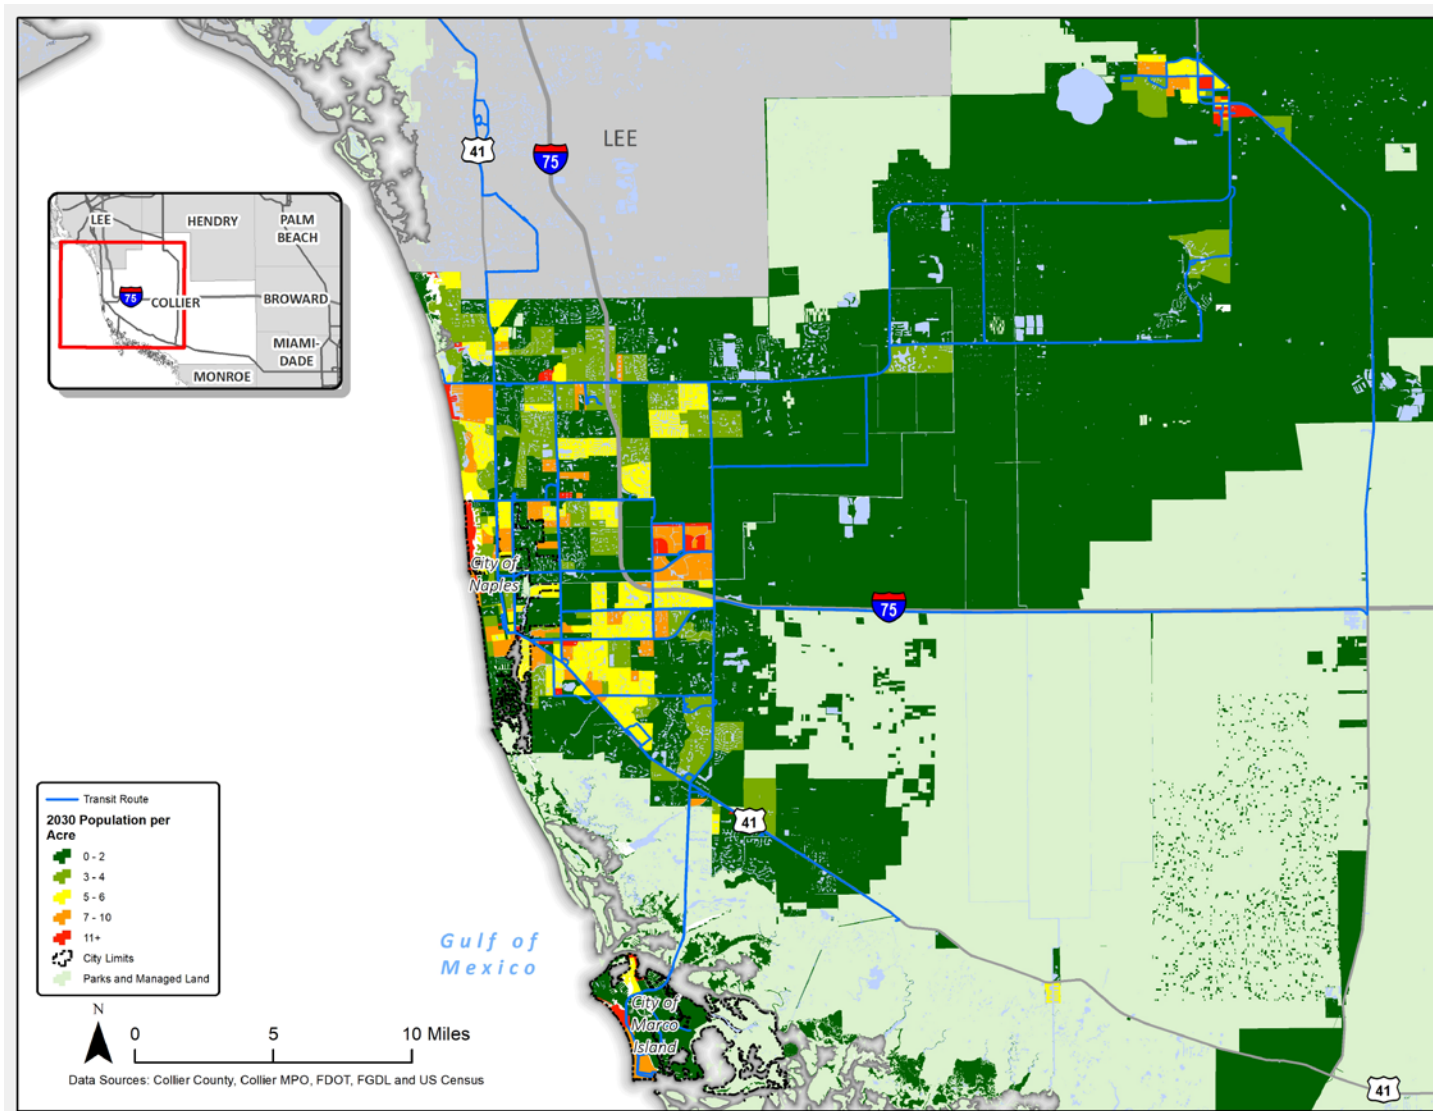 41
75
LEE
LEE
HENDRY
PALM
BEACH
75
COLLIER
BROWARD
MIAMI-
DADE
MONROE
City of
Naples
75
Transit Route
2030 Population per
Acre
0 - 2
3 - 4
5 - 6
7 - 10
11+
City Limits
Parks and Managed Land
41
Gulf of
Mexico
City of
Marco
Island
N
0
5
10 Miles
Data Sources: Collier County, Collier MPO, FDOT, FGDL and US Census
41